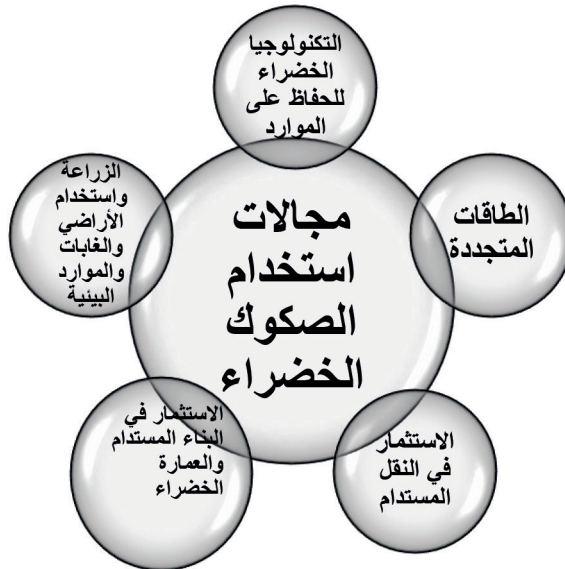 التكنولوجيا
الخضراء
للحفاظ على
الموارد
الطاقات
المتجددة
الاستثمار
في النقل
المستدام
الاستثمار في
البناء المستدام
والعمارة
الخضراء
الزراعة
واستخدام
الأراضي
والغابات
والموارد
البيئية
مجالات
استخدام
الصكوك
الخضراء